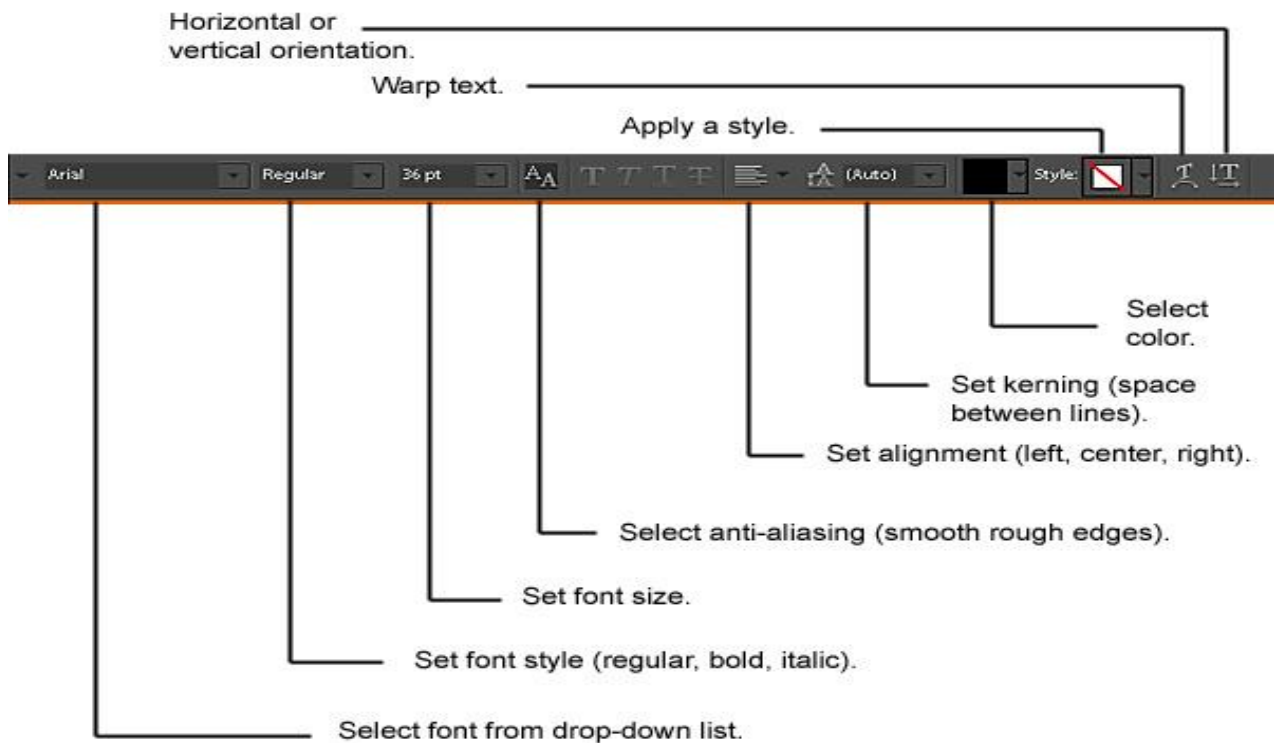 Horizontal or
vertical orientation.
Warp text.
Apply a style.
Arial Regular 36 pt AA T T T T (Auto) Style: T IT
Select
color.
Set kerning (space
between lines).
Set alignment (left, center, right).
Select anti-aliasing (smooth rough edges).
Set font size.
Set font style (regular, bold, italic).
Select font from drop-down list.